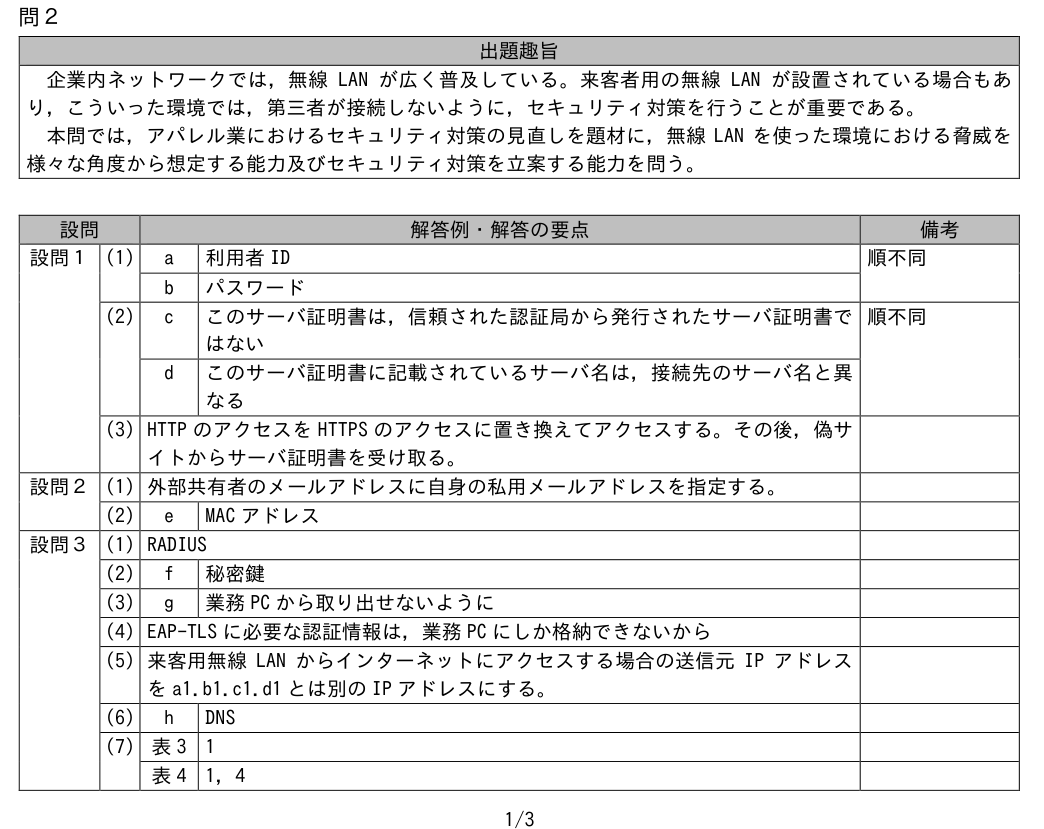 問２
出題趣旨
企業内ネットワークでは，無線 LAN が広く普及している。来客者用の無線 LAN が設置されている場合もあ
り，こういった環境では，第三者が接続しないように，セキュリティ対策を行うことが重要である。
本問では，アパレル業におけるセキュリティ対策の見直しを題材に，無線 LAN を使った環境における脅威を
様々な角度から想定する能力及びセキュリティ対策を立案する能力を問う。
設問 解答例・解答の要点 備考
設問１ (1) a 利用者 ID 順不同
b パスワード
(2) c このサーバ証明書は，信頼された認証局から発行されたサーバ証明書で 順不同
はない
d このサーバ証明書に記載されているサーバ名は，接続先のサーバ名と異
なる
(3) HTTP のアクセスを HTTPS のアクセスに置き換えてアクセスする。その後，偽サ
イトからサーバ証明書を受け取る。
設問２ (1) 外部共有者のメールアドレスに自身の私用メールアドレスを指定する。
(2) e MAC アドレス
設問３ (1) RADIUS
(2) f 秘密鍵
(3) g 業務 PC から取り出せないように
(4) EAP-TLS に必要な認証情報は，業務 PC にしか格納できないから
(5) 来客用無線 LAN からインターネットにアクセスする場合の送信元 IP アドレス
を a1.b1.c1.d1 とは別の IP アドレスにする。
(6) h DNS
(7) 表３ 1
表４ 1，4
1/3